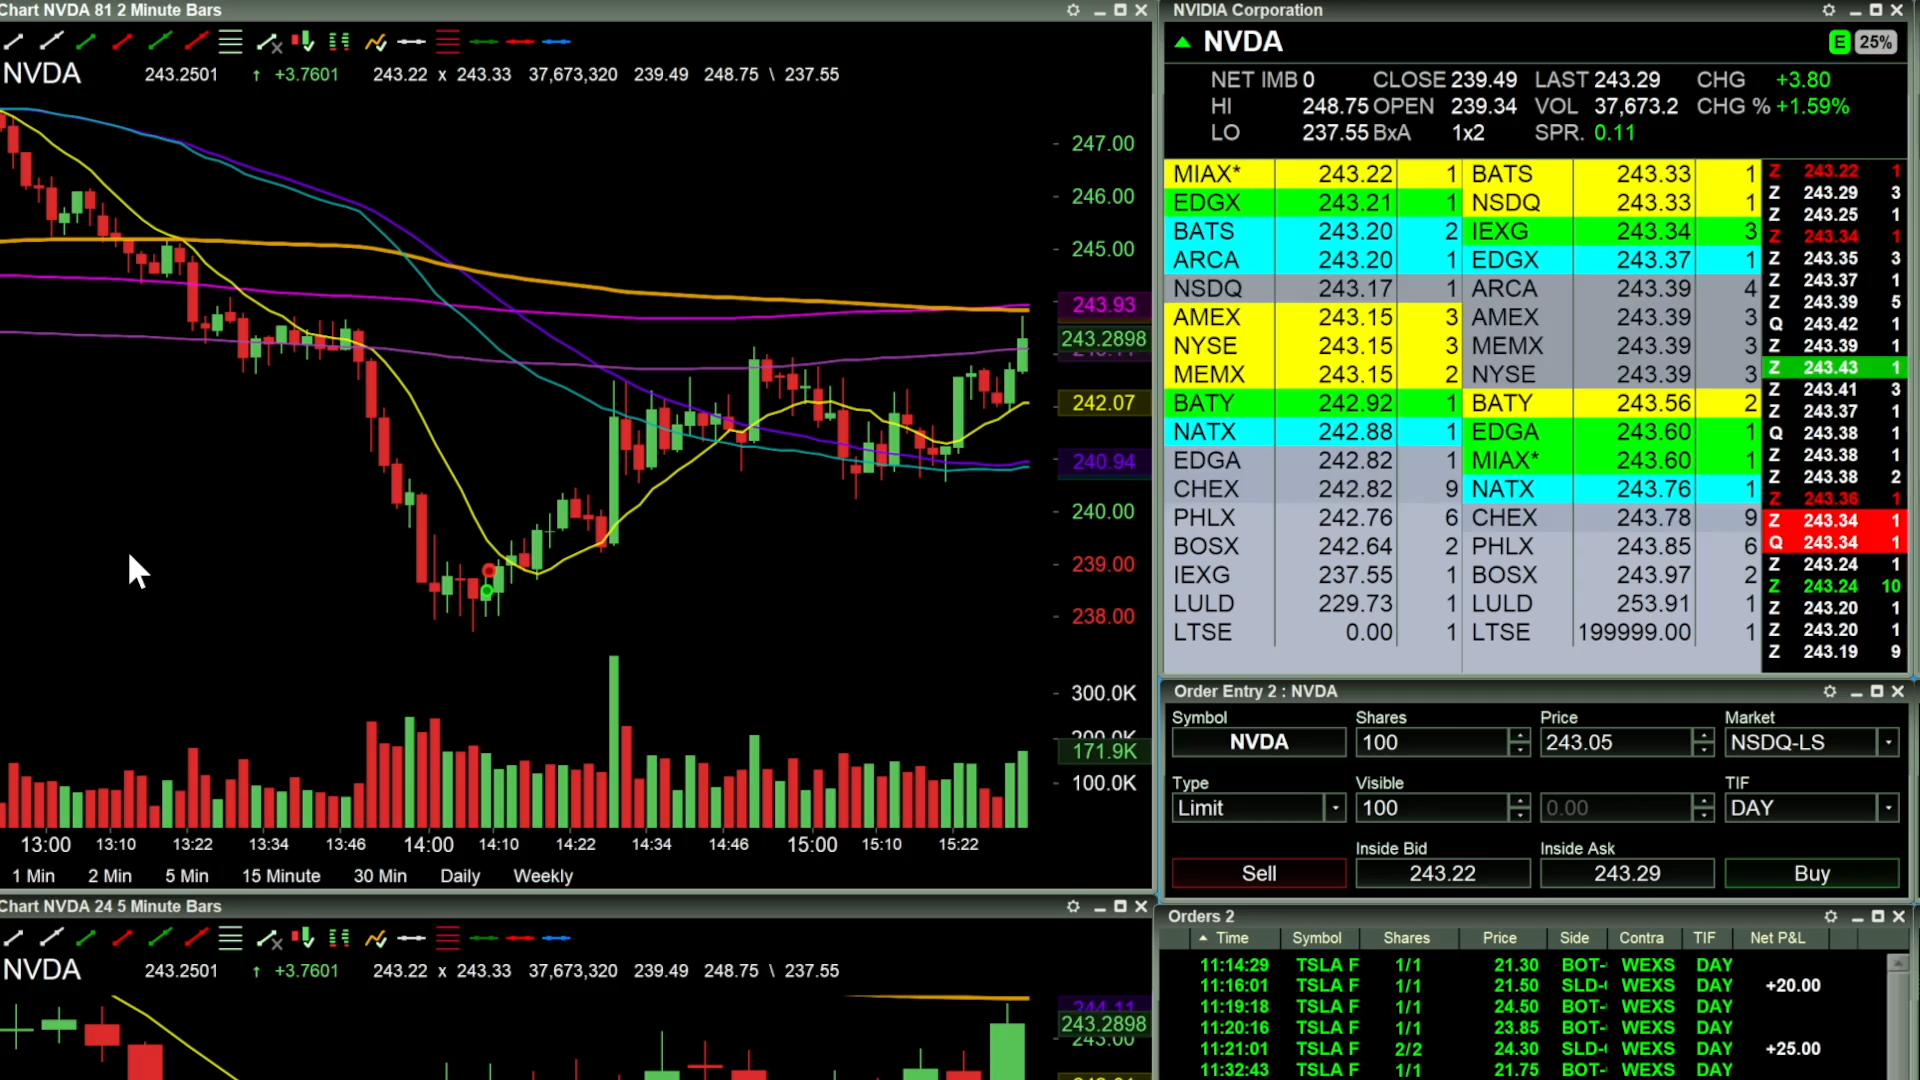 Chart NVDA 81 2 Minute Bars
NVDA 243.2501 ↑ +3.7601 243.22 x 243.33 37,673,320 239.49 248.75 \ 237.55
247.00
246.00
245.00
243.93
243.2898
242.07
240.94
240.00
239.00
238.00
300.0K
171.9K
100.0K
13:00 13:10 13:22 13:34 13:46 14:00 14:10 14:22 14:34 14:46 15:00 15:10 15:22
1 Min 2 Min 5 Min 15 Minute 30 Min Daily Weekly
Chart NVDA 24 5 Minute Bars
NVDA 243.2501 ↑ +3.7601 243.22 x 243.33 37,673,320 239.49 248.75 \ 237.55
244.11
243.2898
243.00
NVIDIA Corporation
NVDA E 25%
NET IMB 0 CLOSE 239.49 LAST 243.29 CHG +3.80
HI 248.75 OPEN 239.34 VOL 37,673.2 CHG % +1.59%
LO 237.55 BxA 1x2 SPR. 0.11
MIAX* 243.22 1 BATS 243.33 1
EDGX 243.21 1 NSDQ 243.33 1
BATS 243.20 2 IEXG 243.34 3
ARCA 243.20 1 EDGX 243.37 1
NSDQ 243.17 1 ARCA 243.39 4
AMEX 243.15 3 AMEX 243.39 3
NYSE 243.15 3 MEMX 243.39 3
MEMX 243.15 2 NYSE 243.39 3
BATY 242.92 1 BATY 243.56 2
NATX 242.88 1 EDGA 243.60 1
EDGA 242.82 1 MIAX* 243.60 1
CHEX 242.82 9 NATX 243.76 1
PHLX 242.76 6 CHEX 243.78 9
BOSX 242.64 2 PHLX 243.85 6
IEXG 237.55 1 BOSX 243.97 2
LULD 229.73 1 LULD 253.91 1
LTSE 0.00 1 LTSE 199999.00 1
Z 243.22 1
Z 243.29 3
Z 243.25 1
Z 243.34 1
Z 243.35 3
Z 243.37 1
Z 243.39 5
Q 243.42 1
Z 243.39 1
Z 243.43 1
Z 243.41 3
Z 243.37 1
Q 243.38 1
Z 243.38 1
Z 243.38 2
Z 243.36 1
Z 243.34 1
Q 243.34 1
Z 243.24 1
Z 243.24 10
Z 243.20 1
Z 243.20 1
Z 243.19 9
Order Entry 2 : NVDA
Symbol Shares Price Market
NVDA 100 243.05 NSDQ-LS
Type Visible TIF
Limit 100 0.00 DAY
Inside Bid Inside Ask
Sell 243.22 243.29 Buy
Orders 2
Time Symbol Shares Price Side Contra TIF Net P&L
11:14:29 TSLA F 1/1 21.30 BOT- WEXS DAY
11:16:01 TSLA F 1/1 21.50 SLD-( WEXS DAY +20.00
11:19:18 TSLA F 1/1 24.50 BOT- WEXS DAY
11:20:16 TSLA F 1/1 23.85 BOT- WEXS DAY
11:21:01 TSLA F 2/2 24.30 SLD-( WEXS DAY +25.00
11:32:43 TSLA F 1/1 21.75 BOT- WEXS DAY